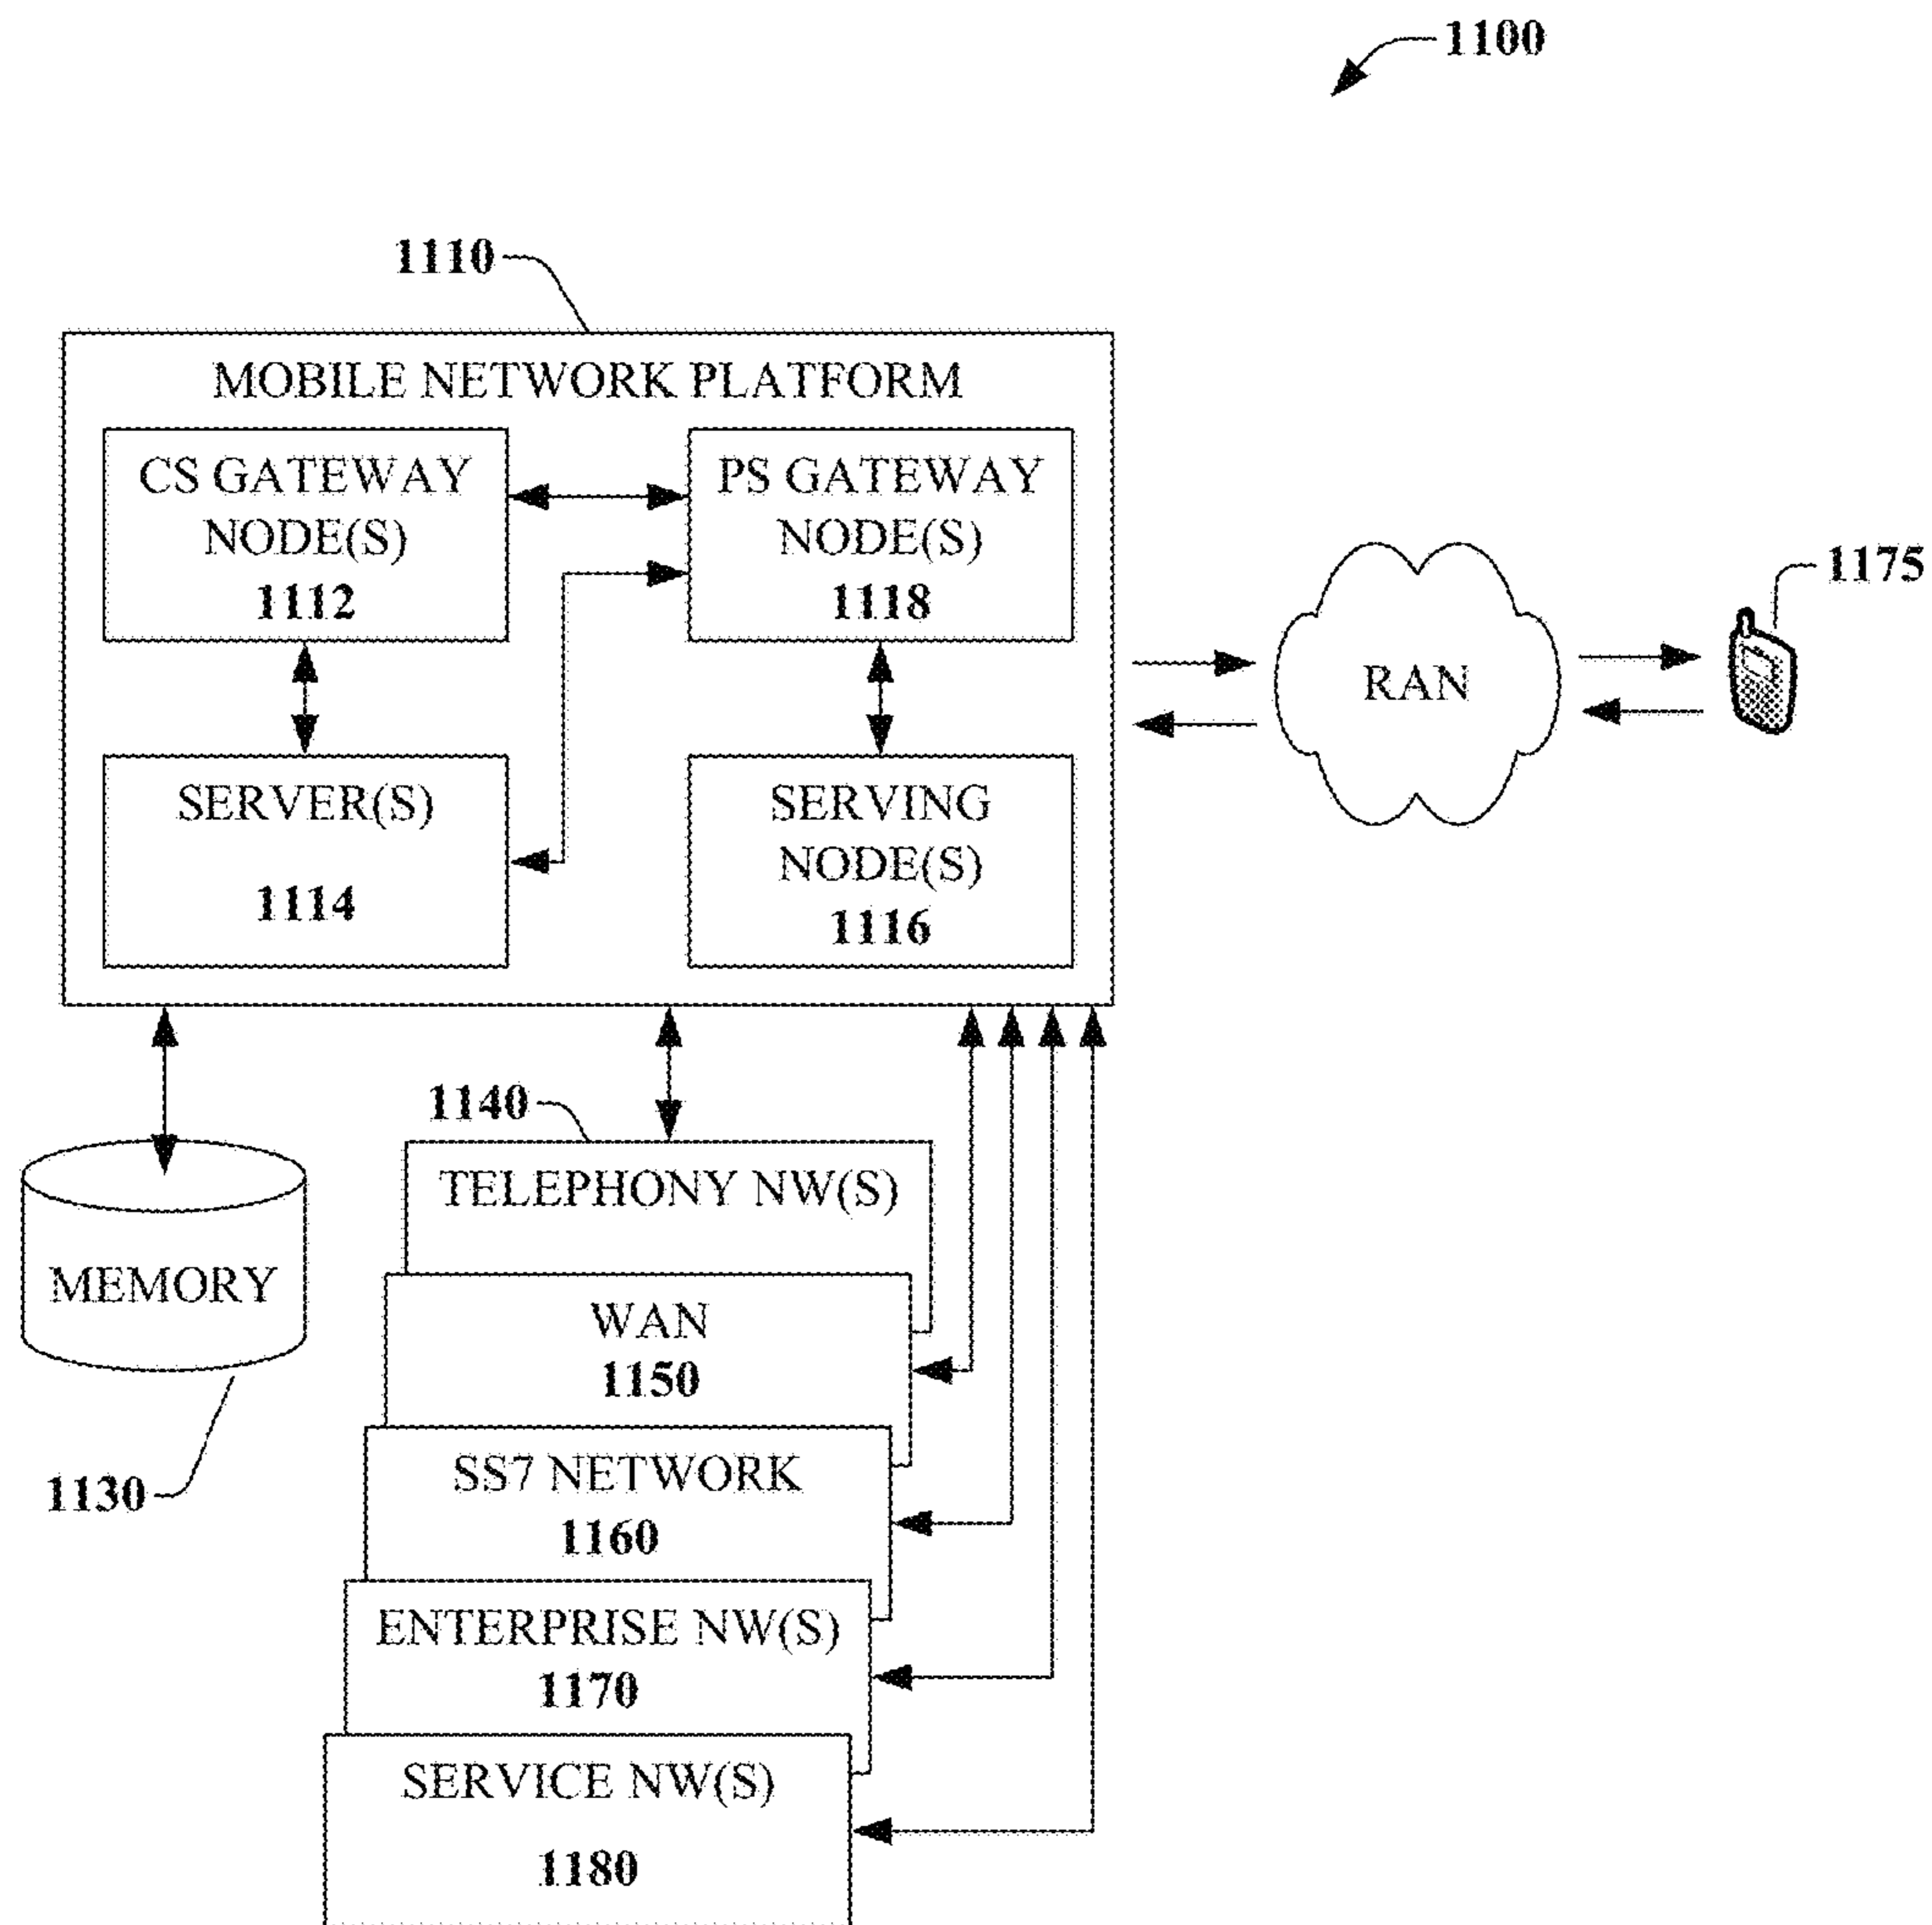 1100
1110
MOBILE NETWORK PLATFORM
CS GATEWAY
NODE(S)
1112
PS GATEWAY
NODE(S)
1118
SERVER(S)
1114
SERVING
NODE(S)
1116
RAN
1175
1140
TELEPHONY NW(S)
MEMORY
1130
WAN
1150
SS7 NETWORK
1160
ENTERPRISE NW(S)
1170
SERVICE NW(S)
1180